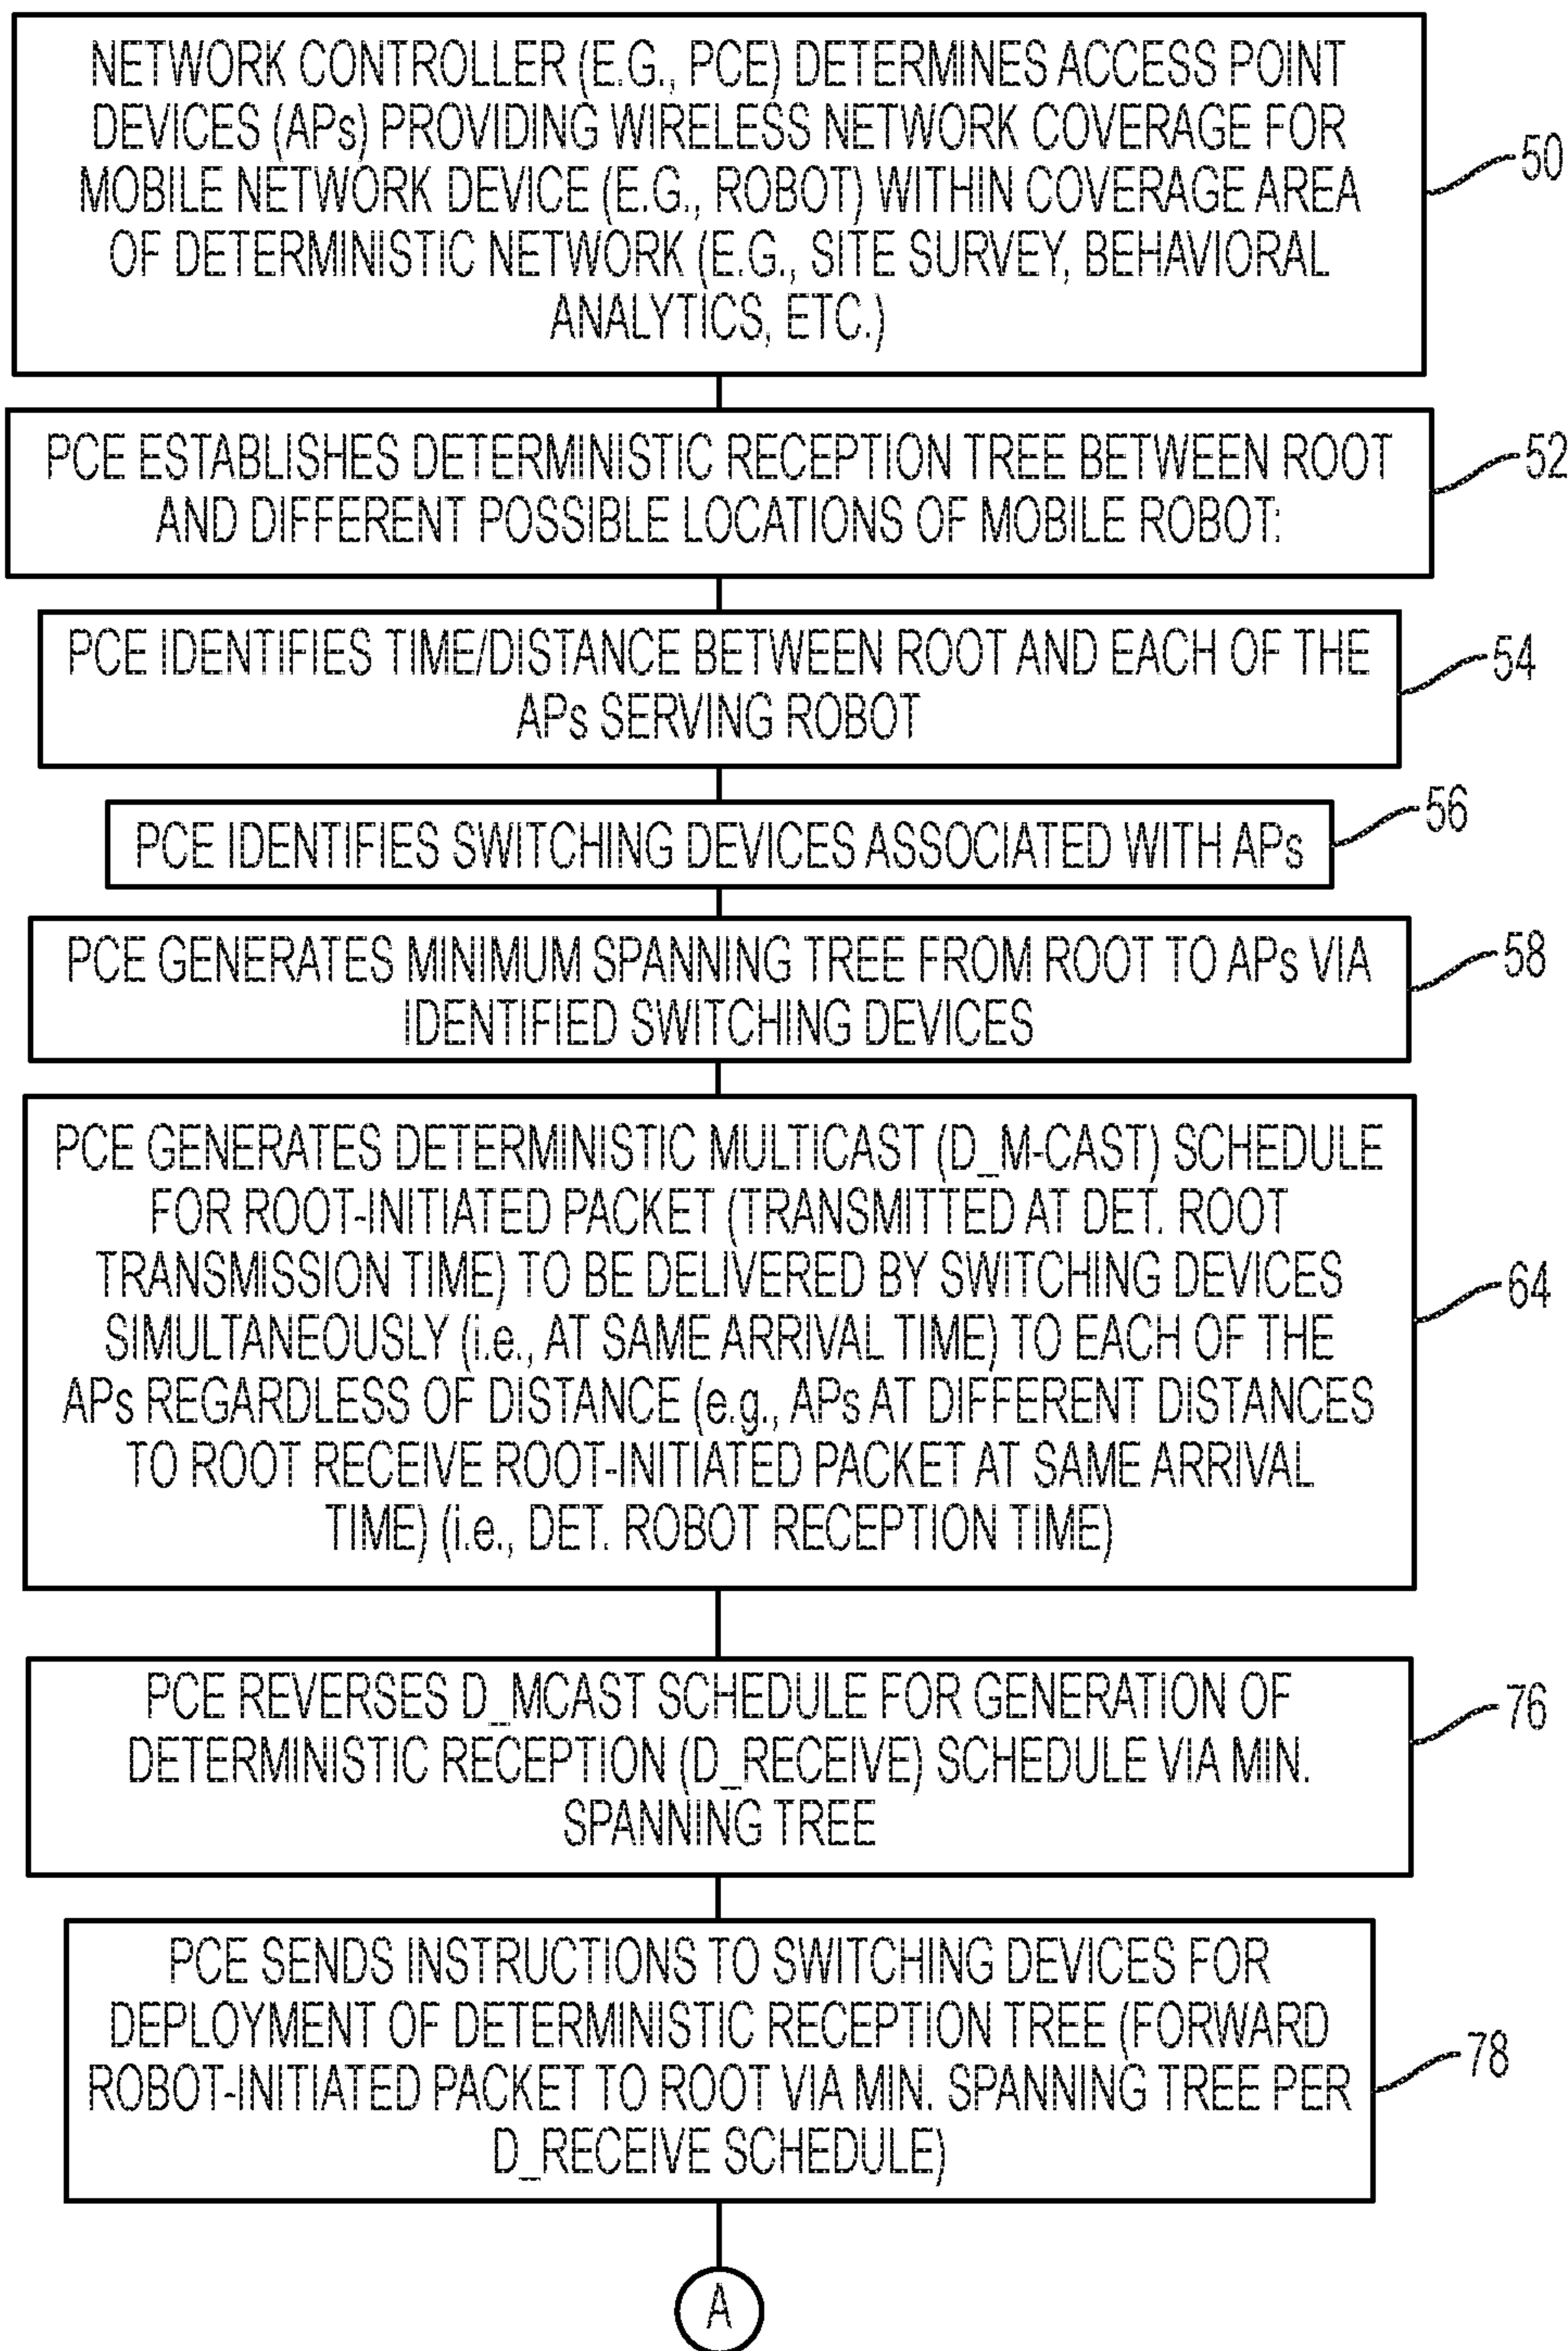 NETWORK CONTROLLER (E.G., PCE) DETERMINES ACCESS POINT
DEVICES (APs) PROVIDING WIRELESS NETWORK COVERAGE FOR
MOBILE NETWORK DEVICE (E.G., ROBOT) WITHIN COVERAGE AREA
OF DETERMINISTIC NETWORK (E.G., SITE SURVEY, BEHAVIORAL
ANALYTICS, ETC.)
50
PCE ESTABLISHES DETERMINISTIC RECEPTION TREE BETWEEN ROOT
AND DIFFERENT POSSIBLE LOCATIONS OF MOBILE ROBOT:
52
PCE IDENTIFIES TIME/DISTANCE BETWEEN ROOT AND EACH OF THE
APs SERVING ROBOT
54
PCE IDENTIFIES SWITCHING DEVICES ASSOCIATED WITH APs
56
PCE GENERATES MINIMUM SPANNING TREE FROM ROOT TO APs VIA
IDENTIFIED SWITCHING DEVICES
58
PCE GENERATES DETERMINISTIC MULTICAST (D_M-CAST) SCHEDULE
FOR ROOT-INITIATED PACKET (TRANSMITTED AT DET. ROOT
TRANSMISSION TIME) TO BE DELIVERED BY SWITCHING DEVICES
SIMULTANEOUSLY (i.e., AT SAME ARRIVAL TIME) TO EACH OF THE
APs REGARDLESS OF DISTANCE (e.g., APs AT DIFFERENT DISTANCES
TO ROOT RECEIVE ROOT-INITIATED PACKET AT SAME ARRIVAL
TIME) (i.e., DET. ROBOT RECEPTION TIME)
64
PCE REVERSES D_MCAST SCHEDULE FOR GENERATION OF
DETERMINISTIC RECEPTION (D_RECEIVE) SCHEDULE VIA MIN.
SPANNING TREE
76
PCE SENDS INSTRUCTIONS TO SWITCHING DEVICES FOR
DEPLOYMENT OF DETERMINISTIC RECEPTION TREE (FORWARD
ROBOT-INITIATED PACKET TO ROOT VIA MIN. SPANNING TREE PER
D_RECEIVE SCHEDULE)
78
A